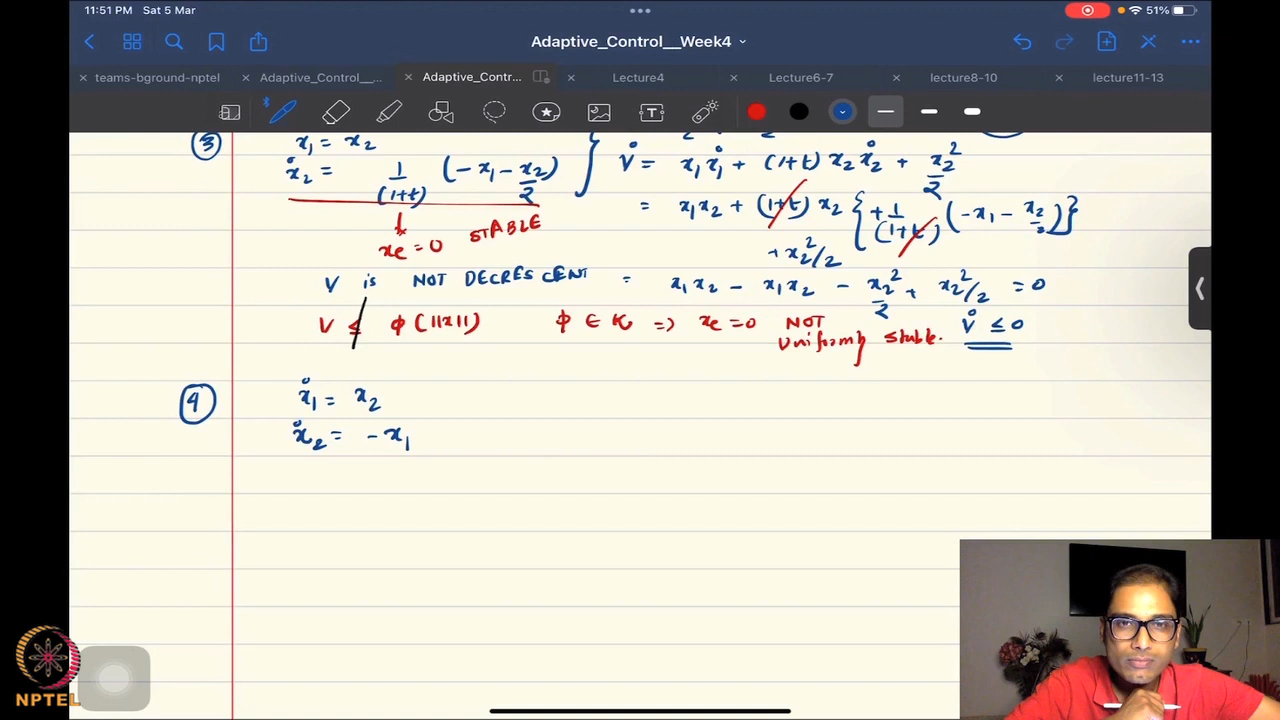 11:51 PM Sat 5 Mar
51%
Adaptive_Control__Week4
teams-bground-nptel
Adaptive_Control__...
Adaptive_Contr...
Lecture4
Lecture6-7
lecture8-10
lecture11-13
③ ẋ₁ = x₂
ẋ₂ = 1/(1+t) (-x₁ - x₂/2)
V̇ = x₁ẋ₁ + (1+t) x₂ẋ₂ + x₂²/2
= x₁x₂ + (1+t) x₂ { +1/(1+t) (-x₁ - x₂/2) }
+ x₂²/2
xe = 0 STABLE
V is NOT DECRESCENT
= x₁x₂ - x₁x₂ - x₂²/2 + x₂²/2 = 0
V ≰ φ(||x||) φ ∈ K => xe = 0 NOT
Uniformly stable.
V̇ ≤ 0
④ ẋ₁ = x₂
ẋ₂ = -x₁
NPTEL